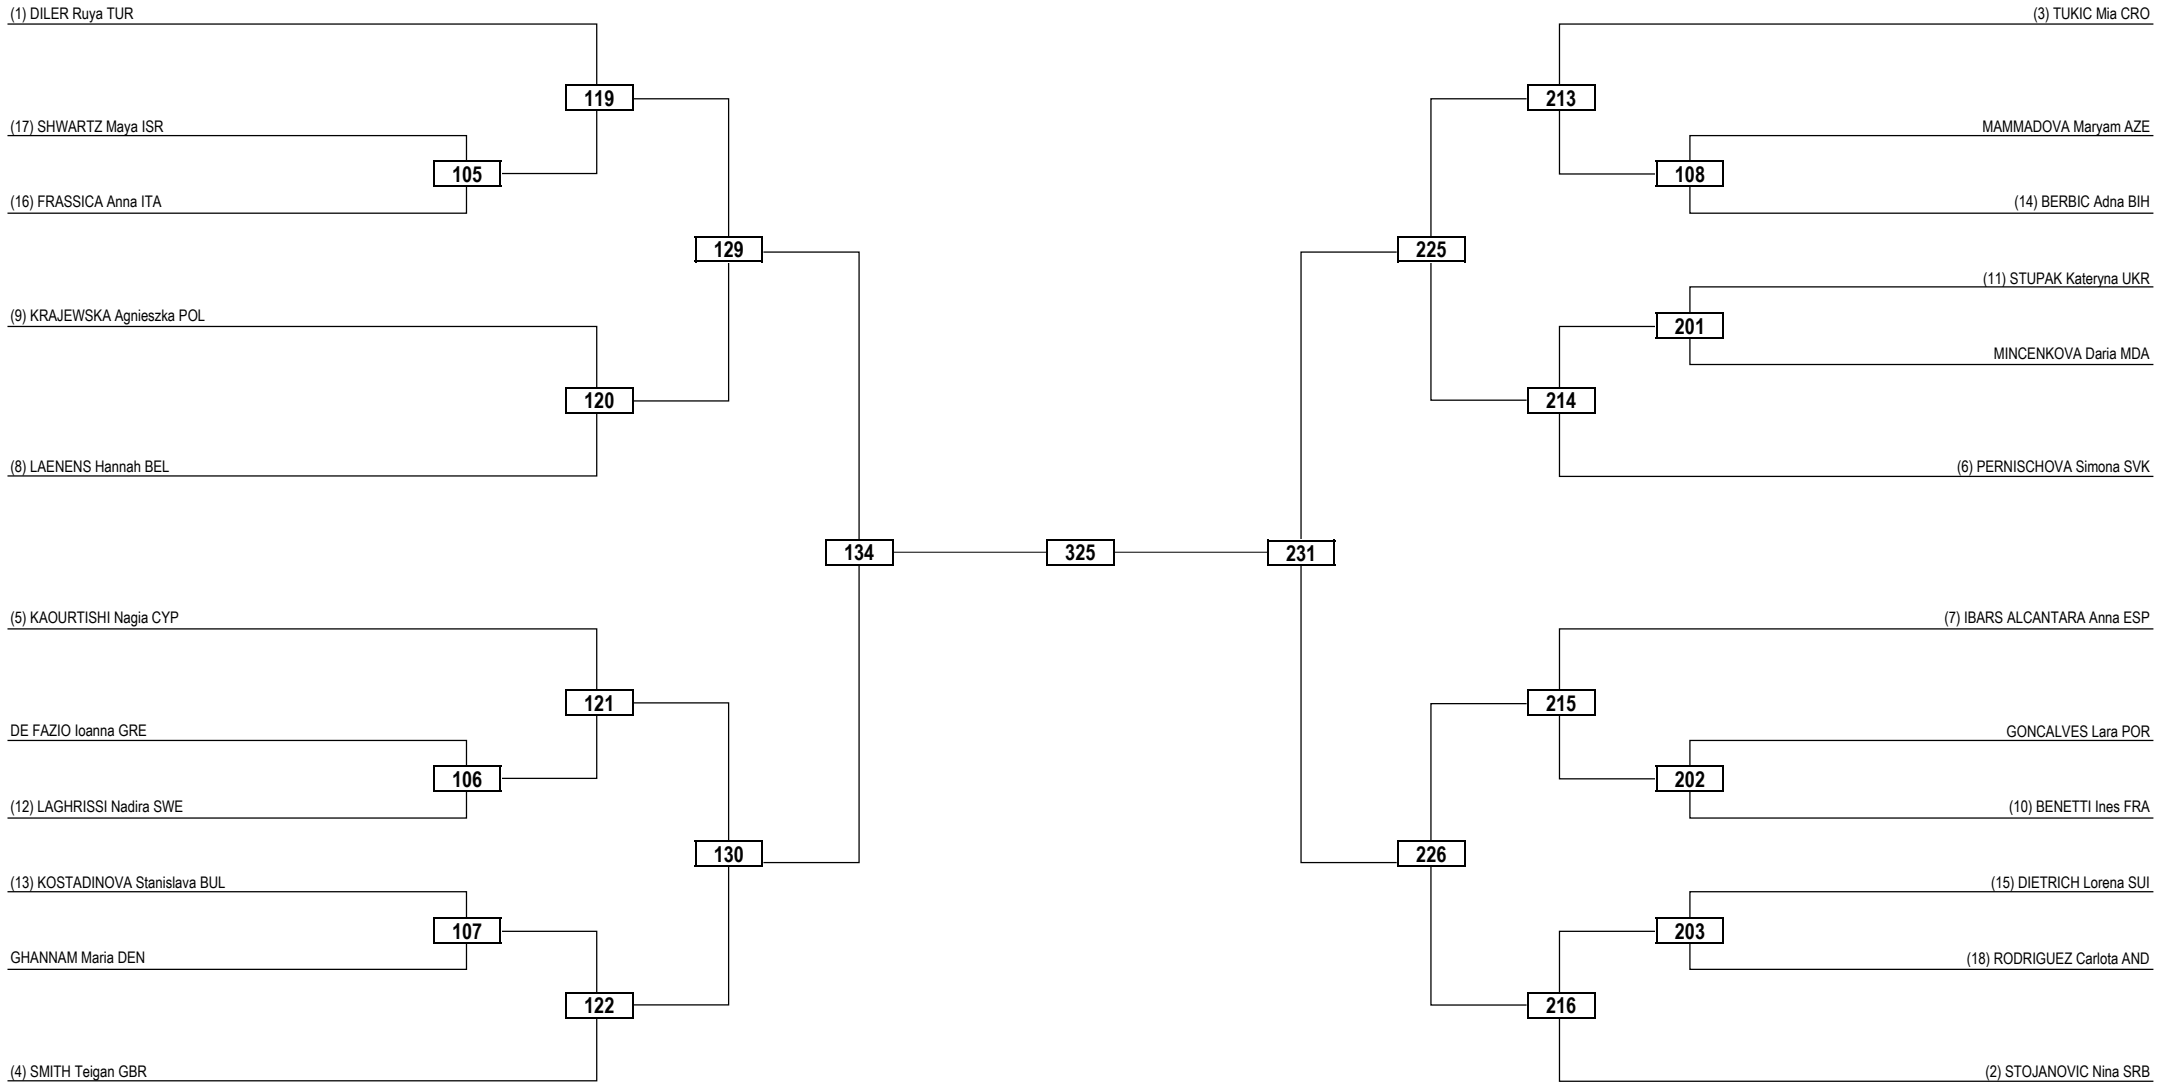 (1) DILER Ruya TUR
(3) TUKIC Mia CRO
119
213
(17) SHWARTZ Maya ISR
MAMMADOVA Maryam AZE
105
108
(16) FRASSICA Anna ITA
(14) BERBIC Adna BIH
129
225
(11) STUPAK Kateryna UKR
(9) KRAJEWSKA Agnieszka POL
201
MINCENKOVA Daria MDA
120
214
(8) LAENENS Hannah BEL
(6) PERNISCHOVA Simona SVK
134
325
231
(5) KAOURTISHI Nagia CYP
(7) IBARS ALCANTARA Anna ESP
121
215
DE FAZIO Ioanna GRE
GONCALVES Lara POR
106
202
(12) LAGHRISSI Nadira SWE
(10) BENETTI Ines FRA
130
226
(13) KOSTADINOVA Stanislava BUL
(15) DIETRICH Lorena SUI
107
203
GHANNAM Maria DEN
(18) RODRIGUEZ Carlota AND
122
216
(4) SMITH Teigan GBR
(2) STOJANOVIC Nina SRB